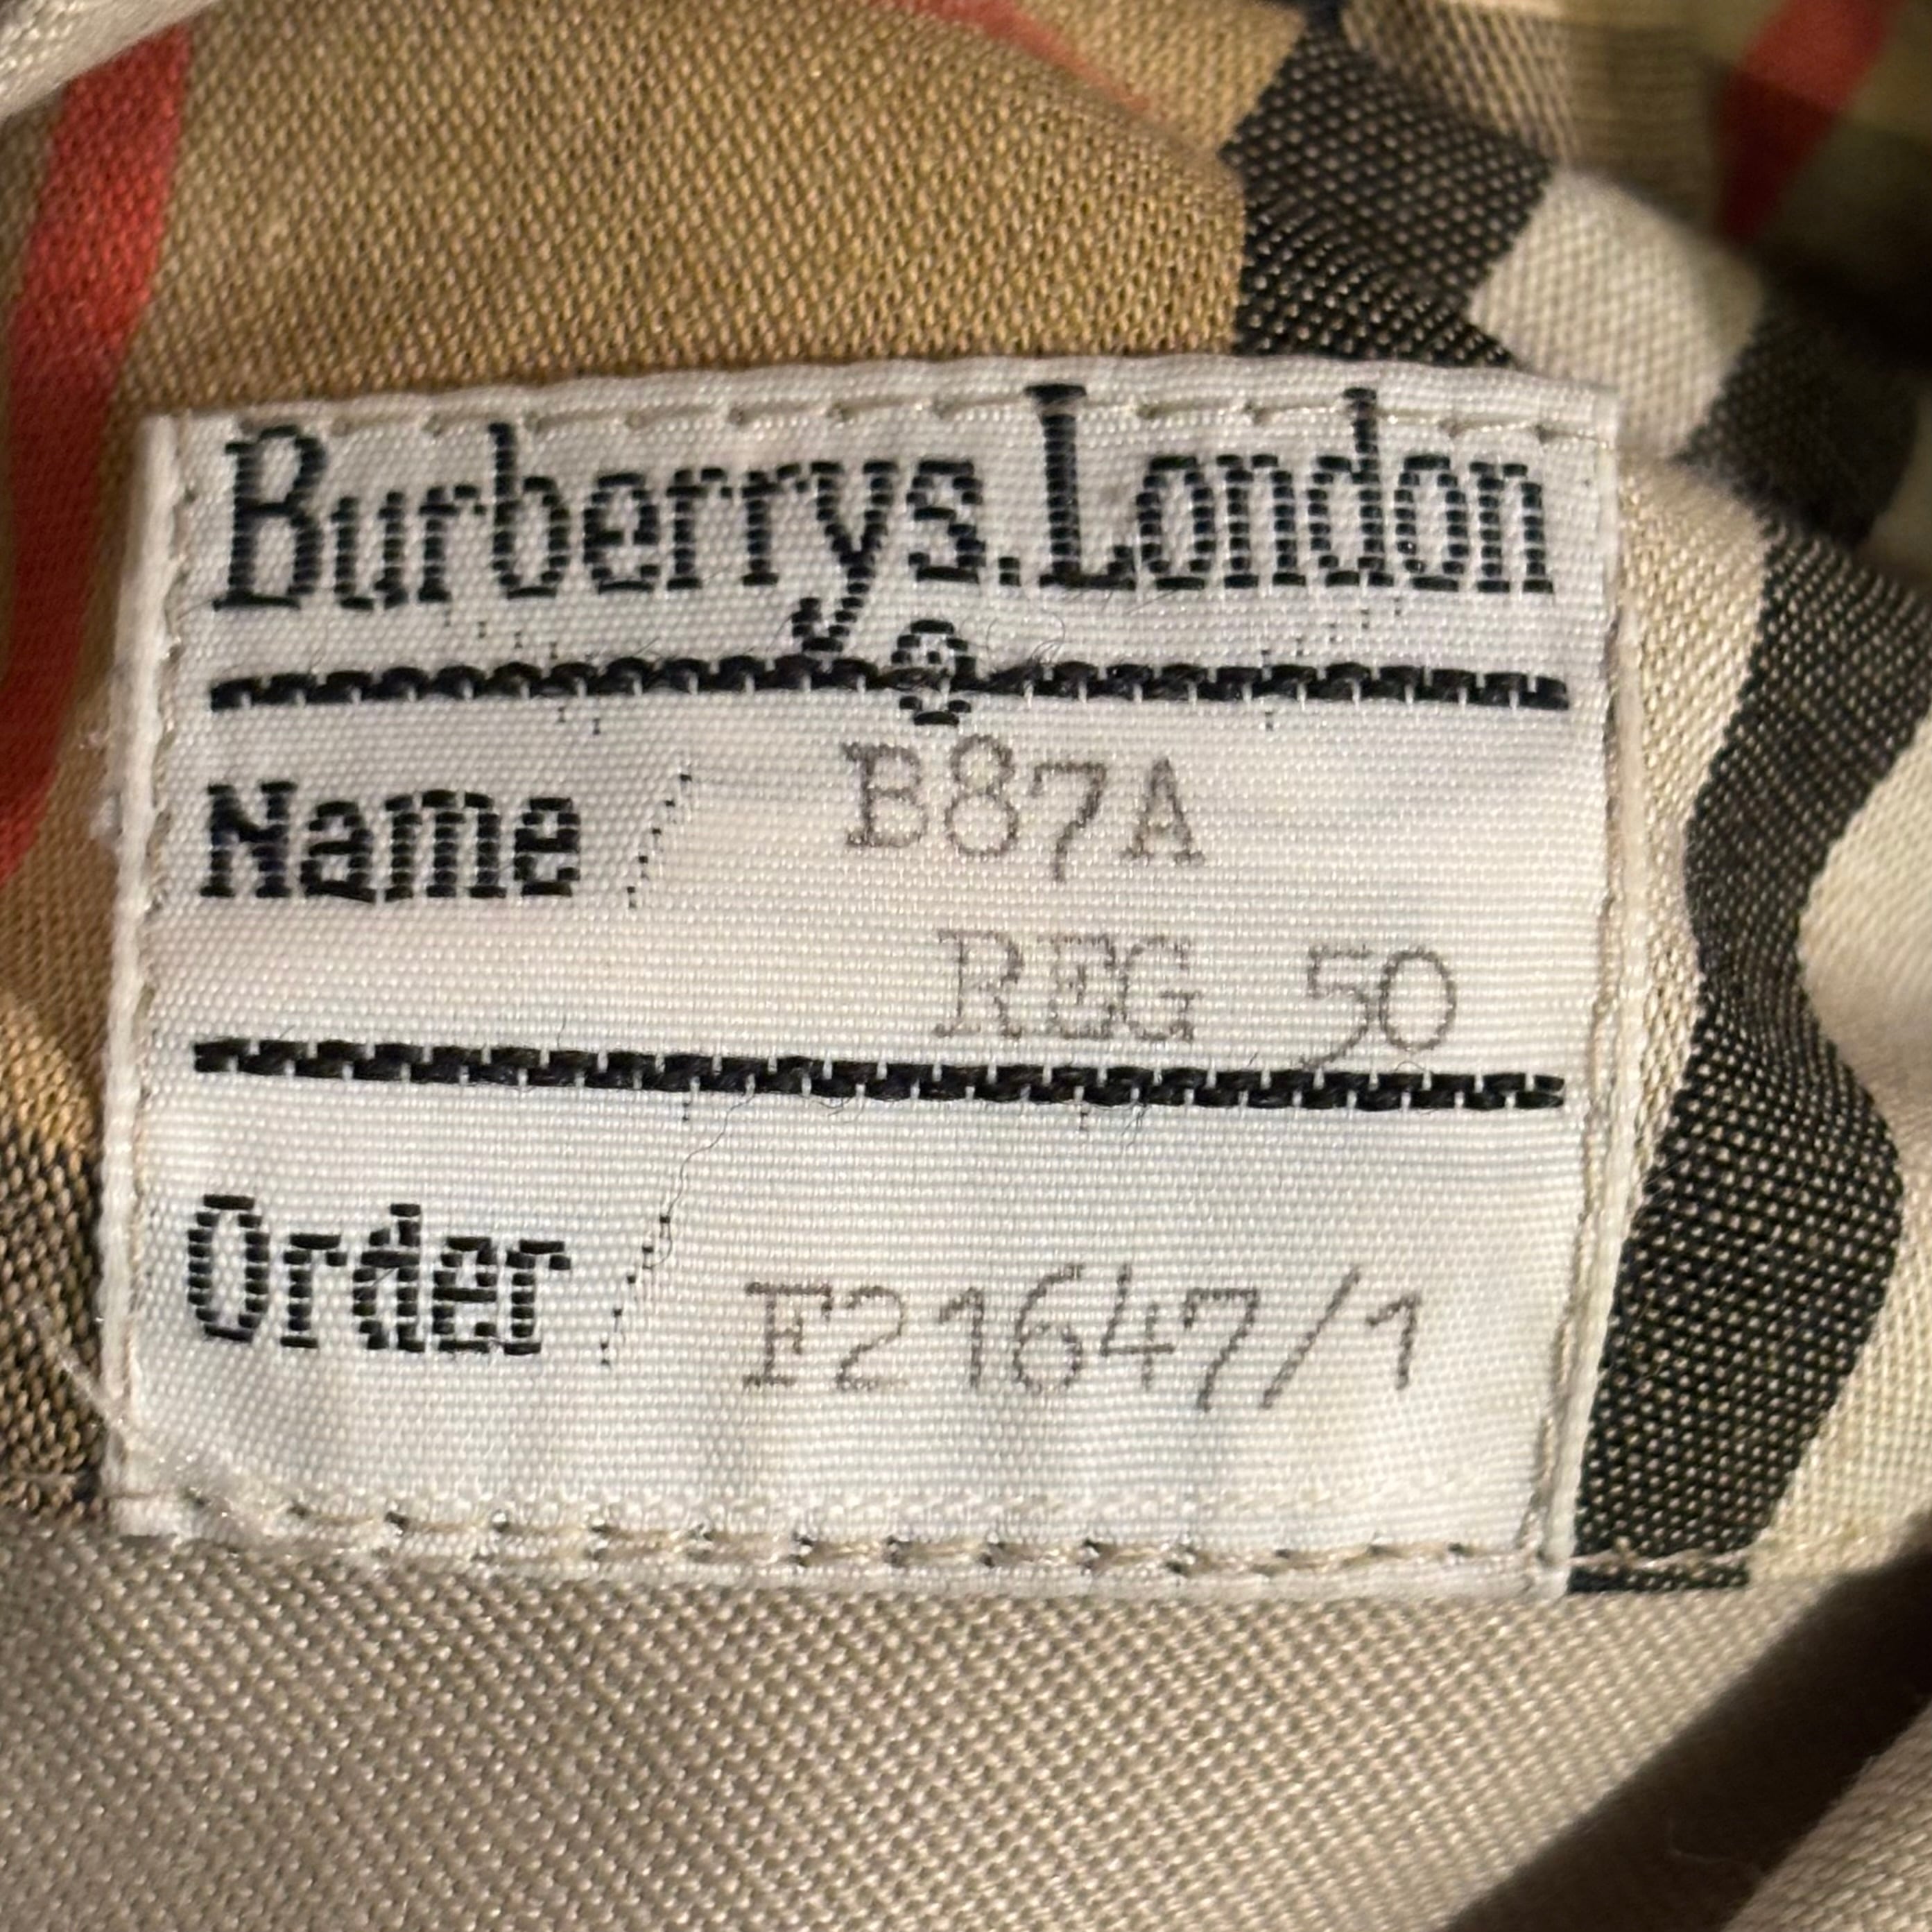 Burberrys.London
Name / B87A
REG 50
Order / F21647/1